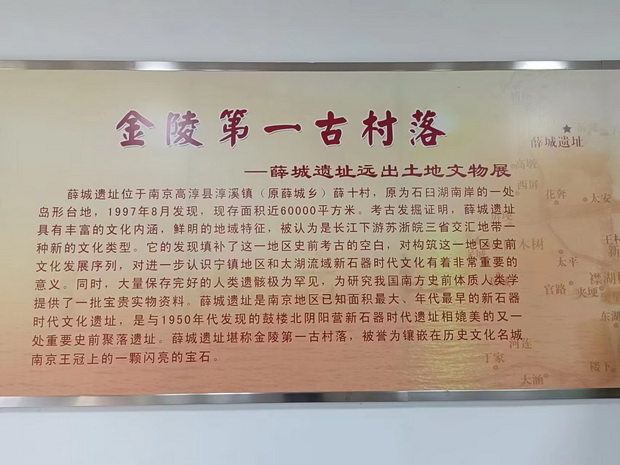 金陵第一古村落
—薛城遗址远出土地文物展
薛城遗址位于南京高淳县淳溪镇（原薛城乡）薛十村，原为石臼湖南岸的一处
岛形台地，1997年8月发现，现存面积近60000平方米。考古发掘证明，薛城遗址
具有丰富的文化内涵，鲜明的地域特征，被认为是长江下游苏浙皖三省交汇地带一
种新的文化类型。它的发现填补了这一地区史前考古的空白，对构筑这一地区史前
文化发展序列，对进一步认识宁镇地区和太湖流域新石器时代文化有着非常重要的
意义。同时，大量保存完好的人类遗骸极为罕见，为研究我国南方史前体质人类学
提供了一批宝贵实物资料。薛城遗址是南京地区已知面积最大、年代最早的新石器
时代文化遗址，是与1950年代发现的鼓楼北阴阳营新石器时代遗址相媲美的又一
处重要史前聚落遗址。薛城遗址堪称金陵第一古村落，被誉为镶嵌在历史文化名城
南京王冠上的一颗闪亮的宝石。
薛城遗址
高坝
西屏
花奔
大安
木树
太平
官路
夹埂
东湖
河莲
丁家
大涵
楼下